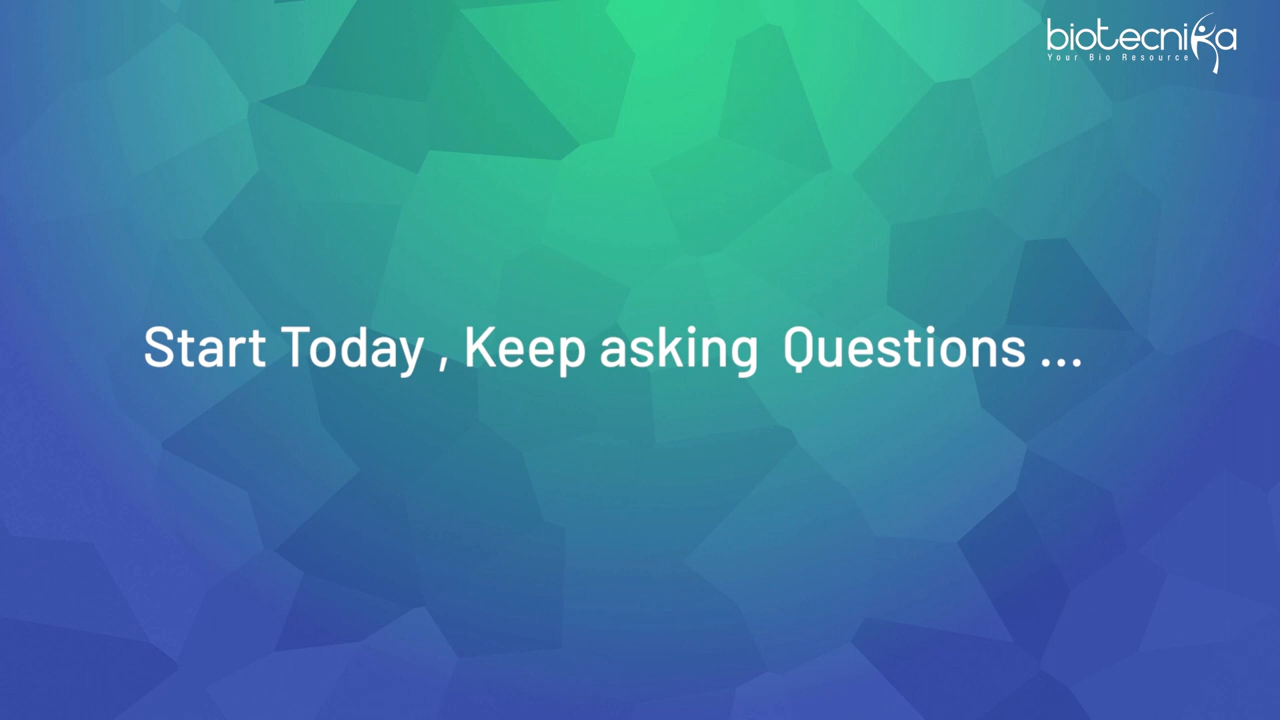 biotecnika
Your Bio Resource
Start Today , Keep asking  Questions ...